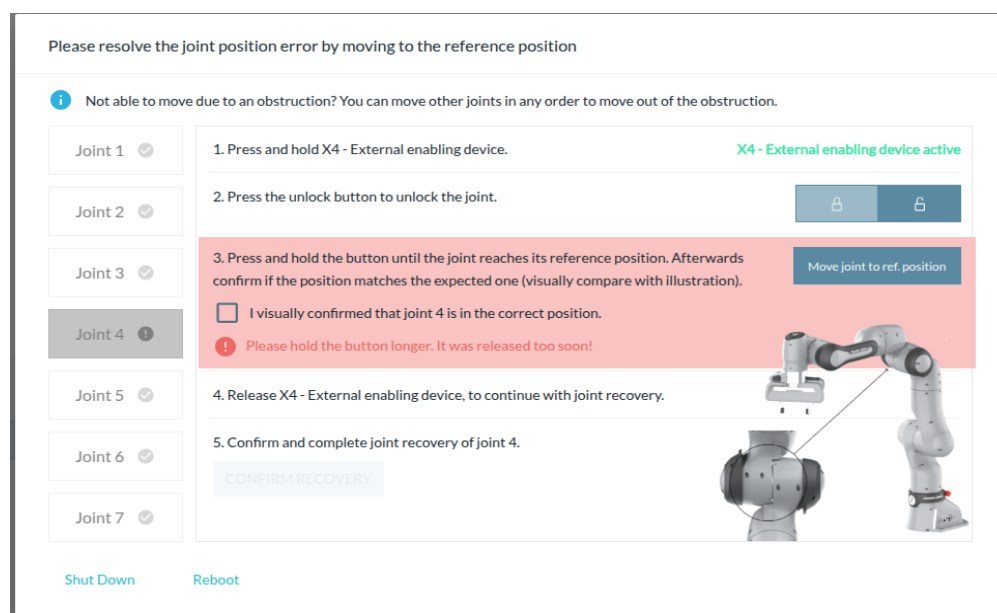 Please resolve the joint position error by moving to the reference position
Not able to move due to an obstruction? You can move other joints in any order to move out of the obstruction.
Joint 1
Joint 2
Joint 3
Joint 4
Joint 5
Joint 6
Joint 7
1. Press and hold X4 - External enabling device.
X4 - External enabling device active
2. Press the unlock button to unlock the joint.
3. Press and hold the button until the joint reaches its reference position. Afterwards
confirm if the position matches the expected one (visually compare with illustration).
Move joint to ref. position
I visually confirmed that joint 4 is in the correct position.
Please hold the button longer. It was released too soon!
4. Release X4 - External enabling device, to continue with joint recovery.
5. Confirm and complete joint recovery of joint 4.
CONFIRM RECOVERY
Shut Down
Reboot